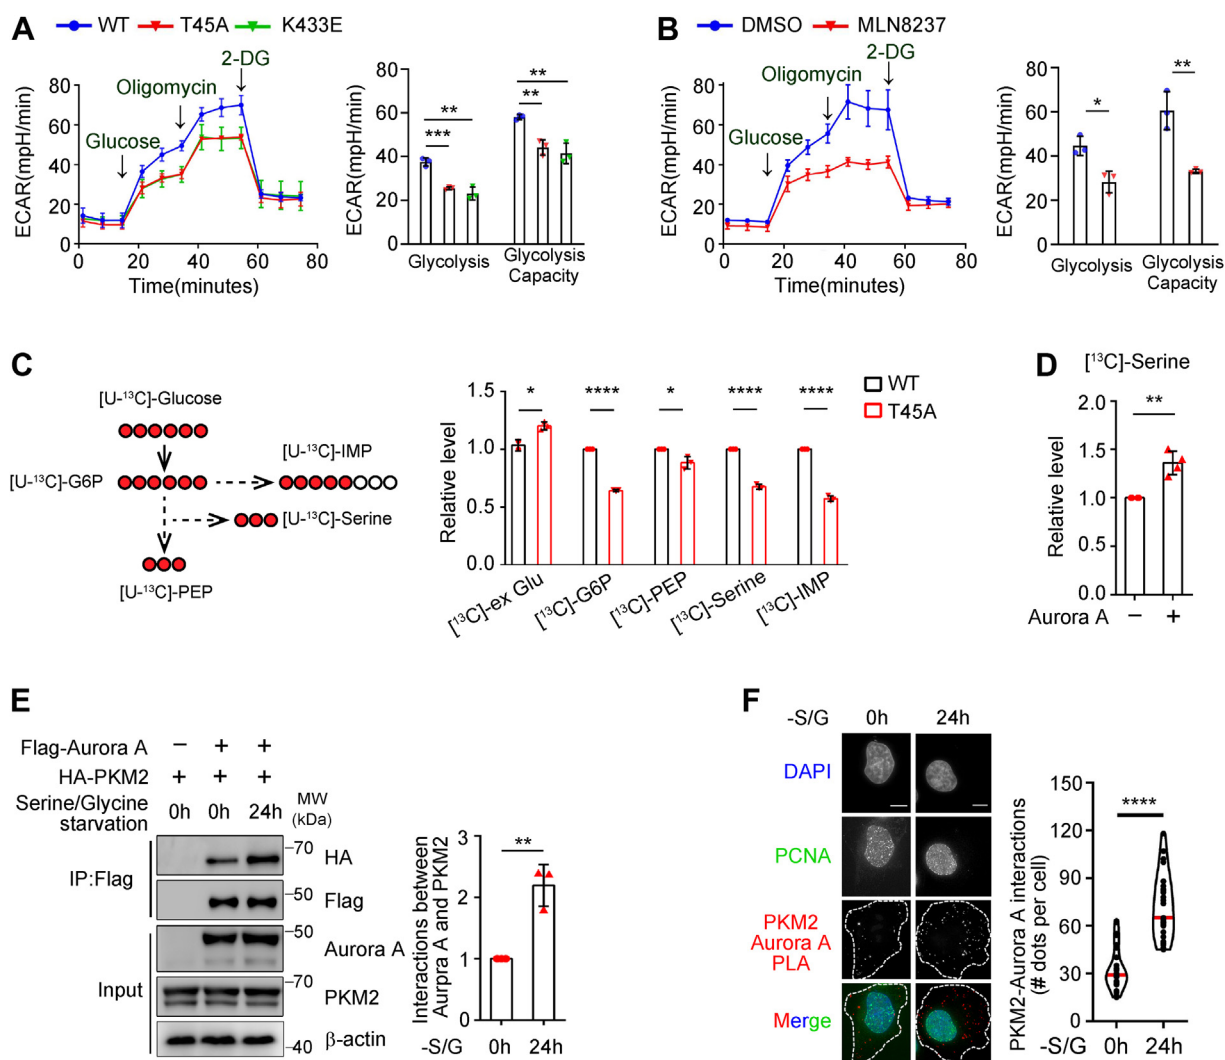 A
WT T45A K433E
ECAR(mpH/min)
80
60
40
20
0
0 20 40 60 80
Time(minutes)
Glucose
Oligomycin
2-DG
ECAR(mpH/min)
80
60
40
20
0
***
**
**
**
Glycolysis
Glycolysis
Capacity
B
DMSO MLN8237
ECAR(mpH/min)
80
60
40
20
0
0 20 40 60 80
Time(minutes)
Glucose
Oligomycin
2-DG
ECAR(mpH/min)
80
60
40
20
0
*
**
Glycolysis
Glycolysis
Capacity
C
[U-¹³C]-Glucose
[U-¹³C]-G6P
[U-¹³C]-IMP
[U-¹³C]-Serine
[U-¹³C]-PEP
Relative level
1.5
1.0
0.5
0.0
* **** * **** ****
WT
T45A
[¹³C]-ex Glu
[¹³C]-G6P
[¹³C]-PEP
[¹³C]-Serine
[¹³C]-IMP
D
[¹³C]-Serine
Relative level
2.0
1.5
1.0
0.5
0.0
**
Aurora A − +
E
Flag-Aurora A − + +
HA-PKM2 + + +
Serine/Glycine
starvation
0h 0h 24h
MW
(kDa)
IP:Flag
70
HA
50
Flag
Input
50
Aurora A
70
PKM2
β-actin
40
Interactions between
Aurpra A and PKM2
3
2
1
0
**
-S/G 0h 24h
F
-S/G 0h 24h
DAPI
PCNA
PKM2
Aurora A
PLA
Merge
PKM2-Aurora A interactions
(# dots per cell)
150
120
90
60
30
0
****
-S/G 0h 24h